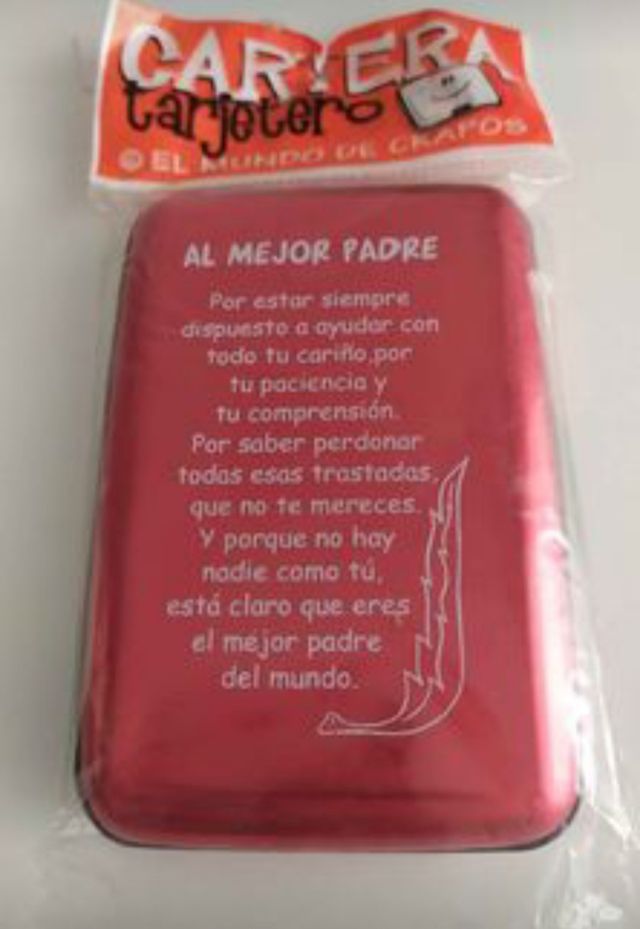 CARTERA
tarjetero
© EL MUNDO DE CRAPOS
AL MEJOR PADRE
Por estar siempre
dispuesto a ayudar con
todo tu cariño,por
tu paciencia y
tu comprensión.
Por saber perdonar
todas esas trastadas,
que no te mereces.
Y porque no hay
nadie como tú,
está claro que eres
el mejor padre
del mundo.